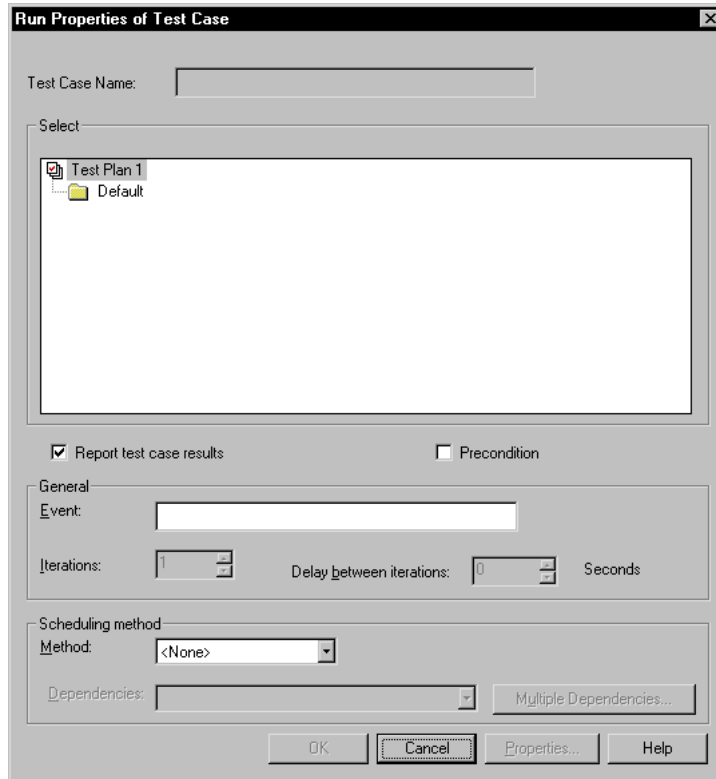 Run Properties of Test Case
Test Case Name:
Select
Test Plan 1
Default
Report test case results
Precondition
General
Event:
Iterations: 1 Delay between iterations: 0 Seconds
Scheduling method
Method: <None>
Dependencies: Multiple Dependencies...
OK Cancel Properties... Help